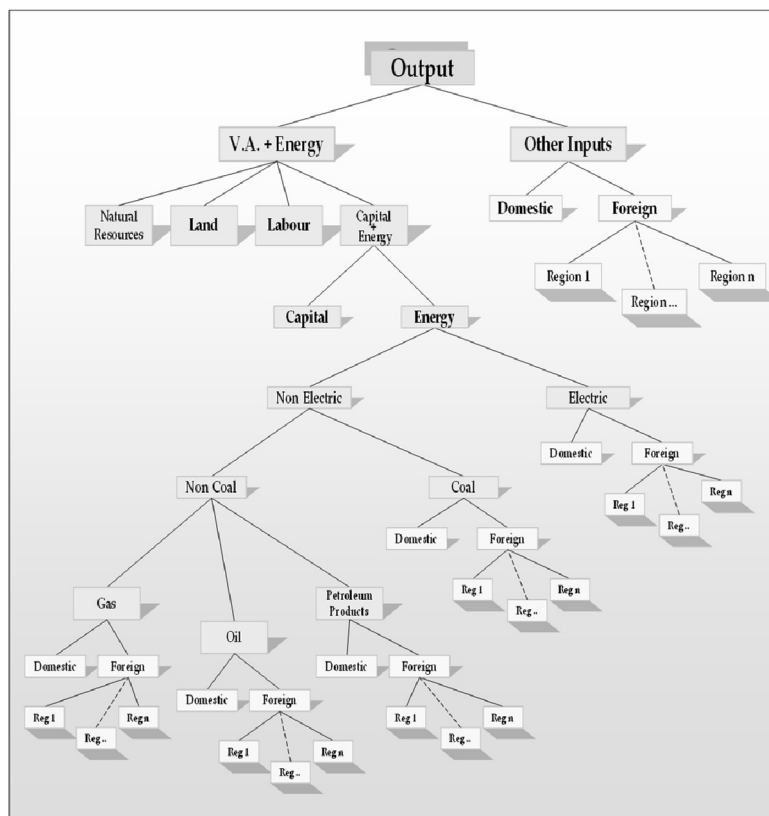 Output
V.A. + Energy
Other Inputs
Natural
Resources
Land
Labour
Capital
+
Energy
Domestic
Foreign
Region 1
Region ...
Region n
Capital
Energy
Non Electric
Electric
Domestic
Foreign
Reg 1
Reg ..
Reg n
Non Coal
Coal
Domestic
Foreign
Reg 1
Reg ..
Reg n
Gas
Oil
Petroleum
Products
Domestic
Foreign
Reg 1
Reg ..
Reg n
Domestic
Foreign
Reg 1
Reg ..
Reg n
Domestic
Foreign
Reg 1
Reg ..
Reg n